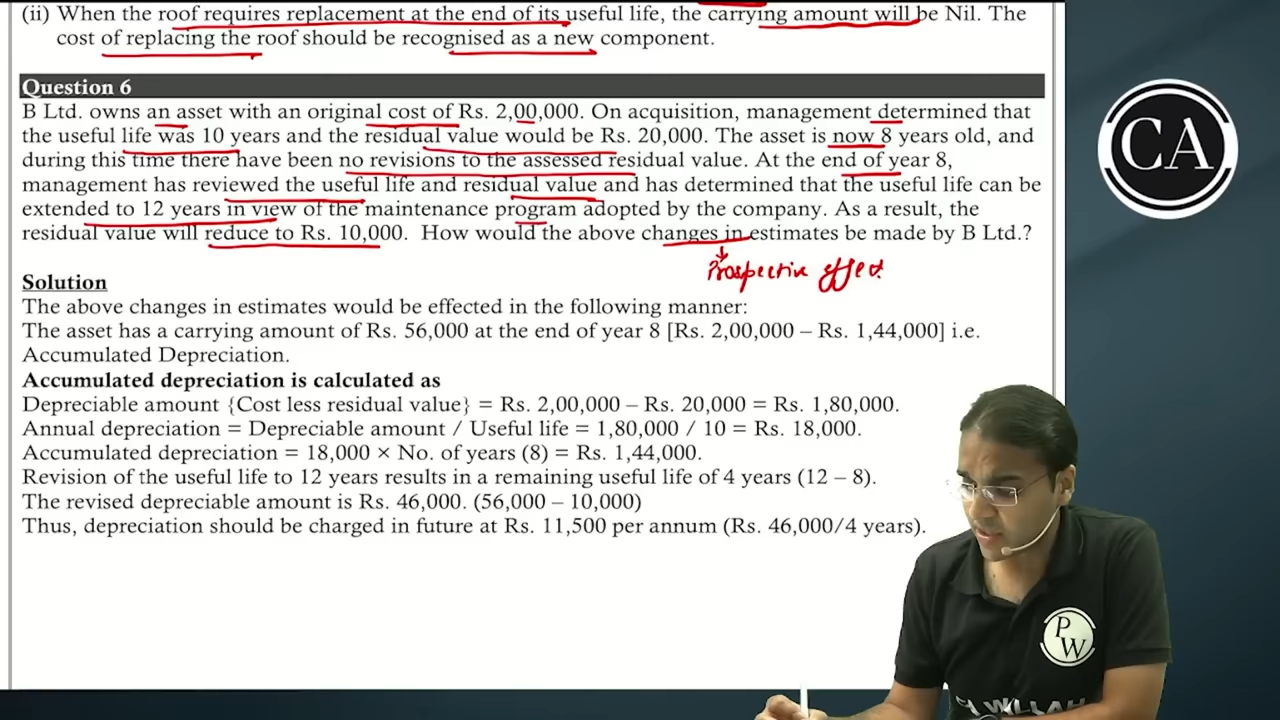 (ii) When the roof requires replacement at the end of its useful life, the carrying amount will be Nil. The
cost of replacing the roof should be recognised as a new component.
Question 6
B Ltd. owns an asset with an original cost of Rs. 2,00,000. On acquisition, management determined that
the useful life was 10 years and the residual value would be Rs. 20,000. The asset is now 8 years old, and
during this time there have been no revisions to the assessed residual value. At the end of year 8,
management has reviewed the useful life and residual value and has determined that the useful life can be
extended to 12 years in view of the maintenance program adopted by the company. As a result, the
residual value will reduce to Rs. 10,000. How would the above changes in estimates be made by B Ltd.?
Prospective effect
Solution
The above changes in estimates would be effected in the following manner:
The asset has a carrying amount of Rs. 56,000 at the end of year 8 [Rs. 2,00,000 – Rs. 1,44,000] i.e.
Accumulated Depreciation.
Accumulated depreciation is calculated as
Depreciable amount {Cost less residual value} = Rs. 2,00,000 – Rs. 20,000 = Rs. 1,80,000.
Annual depreciation = Depreciable amount / Useful life = 1,80,000 / 10 = Rs. 18,000.
Accumulated depreciation = 18,000 × No. of years (8) = Rs. 1,44,000.
Revision of the useful life to 12 years results in a remaining useful life of 4 years (12 – 8).
The revised depreciable amount is Rs. 46,000. (56,000 – 10,000)
Thus, depreciation should be charged in future at Rs. 11,500 per annum (Rs. 46,000/4 years).
CA
P
W